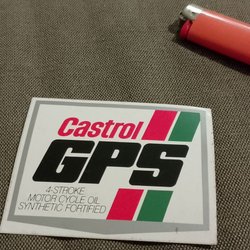 Castrol
GPS
4-STROKE
MOTOR CYCLE OIL
SYNTHETIC FORTIFIED